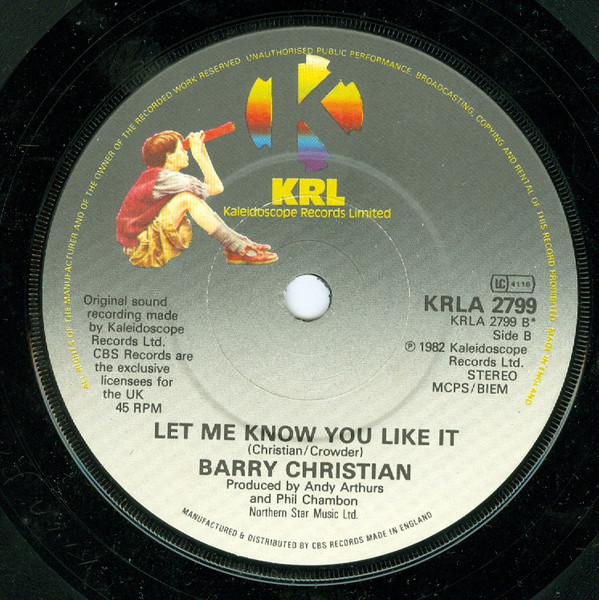 ALL RIGHTS OF THE MANUFACTURER AND OF THE OWNER OF THE RECORDED WORK RESERVED. UNAUTHORISED PUBLIC PERFORMANCE, BROADCASTING, COPYING AND RENTAL OF THIS RECORD PROHIBITED. MADE IN ENGLAND
K
KRL
Kaleidoscope Records Limited
Original sound
recording made
by Kaleidoscope
Records Ltd.
CBS Records are
the exclusive
licensees for
the UK
45 RPM
LC 4110
KRLA 2799
KRLA 2799 B*
Side B
℗ 1982 Kaleidoscope
Records Ltd.
STEREO
MCPS/BIEM
LET ME KNOW YOU LIKE IT
(Christian/Crowder)
BARRY CHRISTIAN
Produced by Andy Arthurs
and Phil Chambon
Northern Star Music Ltd.
MANUFACTURED & DISTRIBUTED BY CBS RECORDS MADE IN ENGLAND